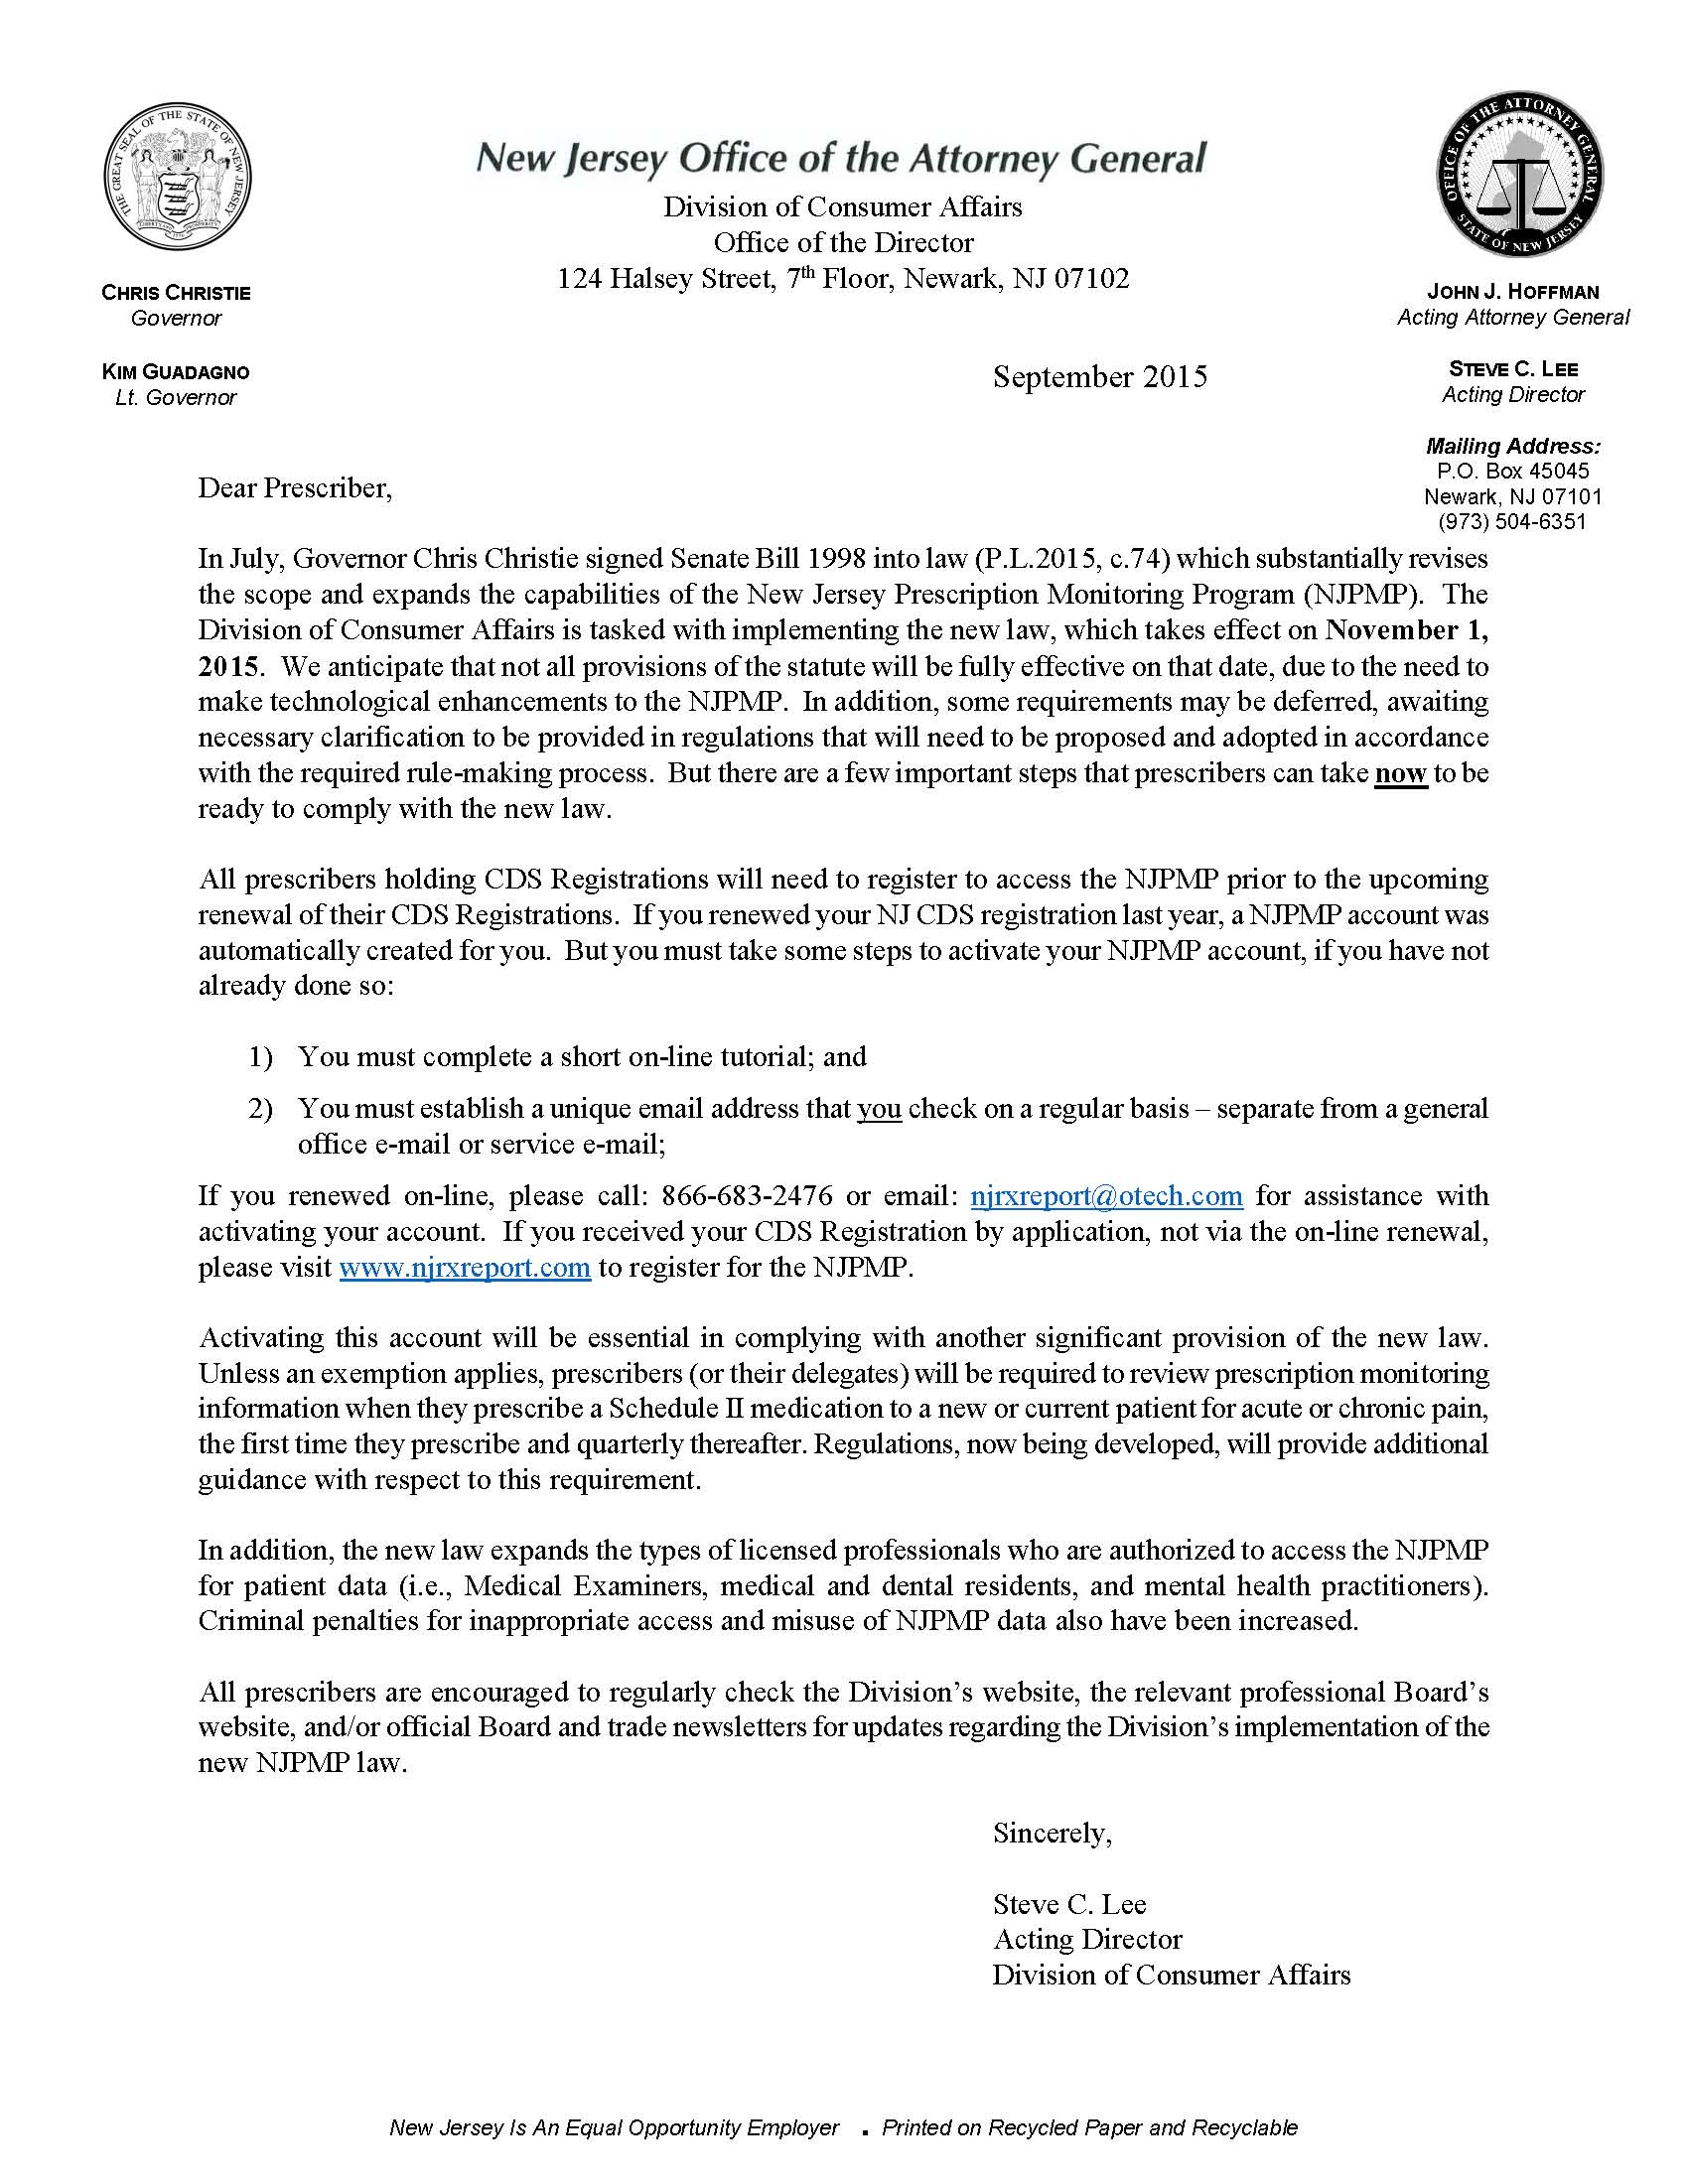 THE GREAT SEAL OF THE STATE OF NEW JERSEY
OFFICE OF THE ATTORNEY GENERAL
STATE OF NEW JERSEY
New Jersey Office of the Attorney General
Division of Consumer Affairs
Office of the Director
124 Halsey Street, 7th Floor, Newark, NJ 07102
CHRIS CHRISTIE
Governor
KIM GUADAGNO
Lt. Governor
JOHN J. HOFFMAN
Acting Attorney General
STEVE C. LEE
Acting Director
Mailing Address:
P.O. Box 45045
Newark, NJ 07101
(973) 504-6351
September 2015
Dear Prescriber,
In July, Governor Chris Christie signed Senate Bill 1998 into law (P.L.2015, c.74) which substantially revises
the scope and expands the capabilities of the New Jersey Prescription Monitoring Program (NJPMP). The
Division of Consumer Affairs is tasked with implementing the new law, which takes effect on November 1,
2015. We anticipate that not all provisions of the statute will be fully effective on that date, due to the need to
make technological enhancements to the NJPMP. In addition, some requirements may be deferred, awaiting
necessary clarification to be provided in regulations that will need to be proposed and adopted in accordance
with the required rule-making process. But there are a few important steps that prescribers can take now to be
ready to comply with the new law.
All prescribers holding CDS Registrations will need to register to access the NJPMP prior to the upcoming
renewal of their CDS Registrations. If you renewed your NJ CDS registration last year, a NJPMP account was
automatically created for you. But you must take some steps to activate your NJPMP account, if you have not
already done so:
1) You must complete a short on-line tutorial; and
2) You must establish a unique email address that you check on a regular basis – separate from a general
office e-mail or service e-mail;
If you renewed on-line, please call: 866-683-2476 or email: njrxreport@otech.com for assistance with
activating your account. If you received your CDS Registration by application, not via the on-line renewal,
please visit www.njrxreport.com to register for the NJPMP.
Activating this account will be essential in complying with another significant provision of the new law.
Unless an exemption applies, prescribers (or their delegates) will be required to review prescription monitoring
information when they prescribe a Schedule II medication to a new or current patient for acute or chronic pain,
the first time they prescribe and quarterly thereafter. Regulations, now being developed, will provide additional
guidance with respect to this requirement.
In addition, the new law expands the types of licensed professionals who are authorized to access the NJPMP
for patient data (i.e., Medical Examiners, medical and dental residents, and mental health practitioners).
Criminal penalties for inappropriate access and misuse of NJPMP data also have been increased.
All prescribers are encouraged to regularly check the Division's website, the relevant professional Board's
website, and/or official Board and trade newsletters for updates regarding the Division's implementation of the
new NJPMP law.
Sincerely,
Steve C. Lee
Acting Director
Division of Consumer Affairs
New Jersey Is An Equal Opportunity Employer . Printed on Recycled Paper and Recyclable